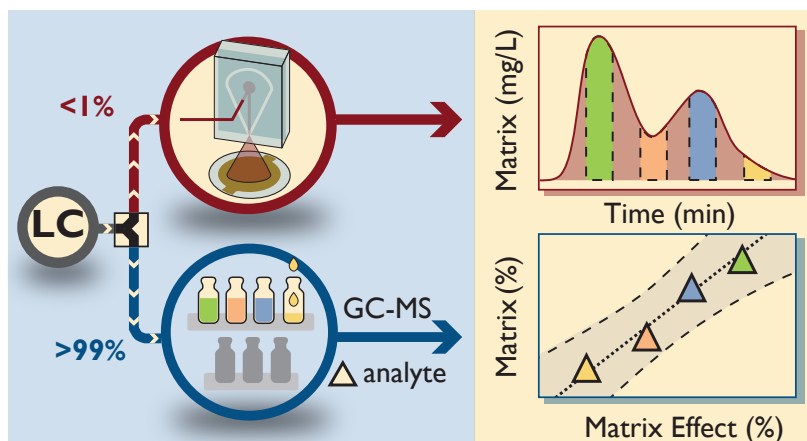 <1%
LC
>99%
GC-MS
analyte
Matrix (mg/L)
Time (min)
Matrix (%)
Matrix Effect (%)